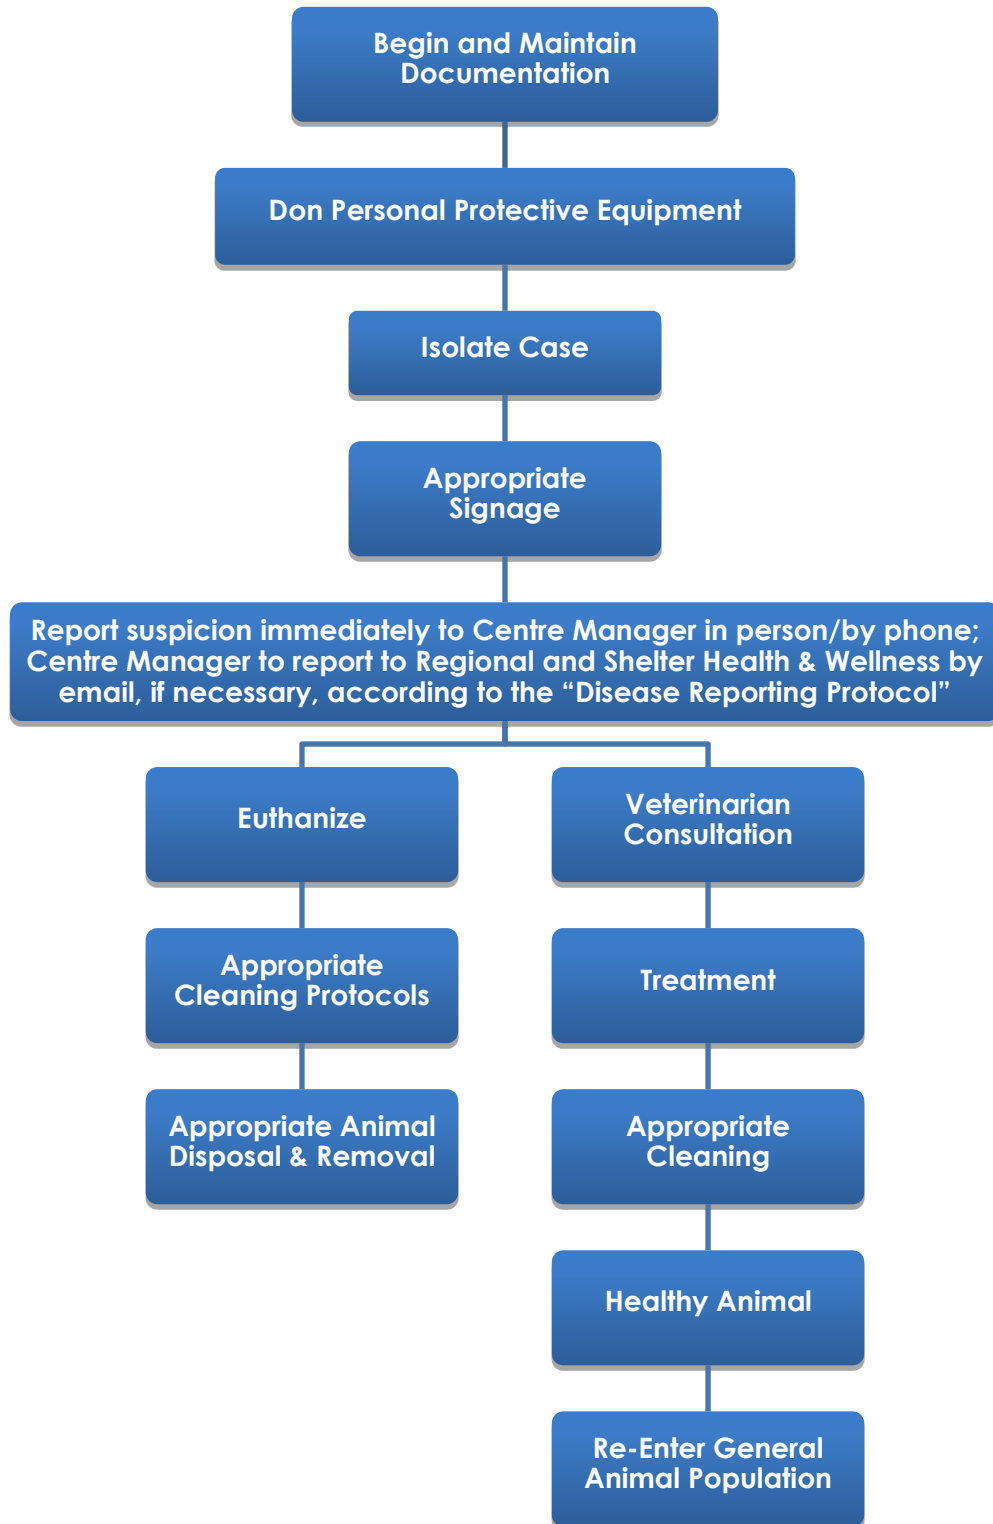 Begin and Maintain
Documentation
Don Personal Protective Equipment
Isolate Case
Appropriate
Signage
Report suspicion immediately to Centre Manager in person/by phone;
Centre Manager to report to Regional and Shelter Health & Wellness by
email, if necessary, according to the “Disease Reporting Protocol”
Euthanize
Appropriate
Cleaning Protocols
Appropriate Animal
Disposal & Removal
Veterinarian
Consultation
Treatment
Appropriate
Cleaning
Healthy Animal
Re-Enter General
Animal Population